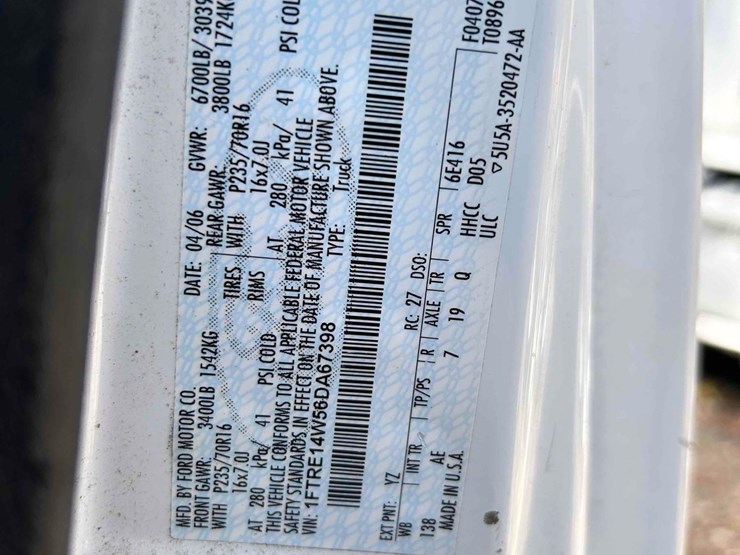 MFD. BY FORD MOTOR CO.
DATE: 04/06 GVWR: 6700LB/ 3039
FRONT GAWR: 3400LB 1542KG REAR GAWR: 3800LB 1724K
WITH P235/70R16 TIRES WITH P235/70R16
16x7.0J RIMS 16x7.0J
AT 280 kPa/ 41 PSI COLD AT 280 kPa/ 41 PSI COL
THIS VEHICLE CONFORMS TO ALL APPLICABLE FEDERAL MOTOR VEHICLE
SAFETY STANDARDS IN EFFECT ON THE DATE OF MANUFACTURE SHOWN ABOVE.
VIN: 1FTRE14W56DA67398 TYPE: Truck
F0407
T0896
EXT PNT: YZ RC: 27 DSO:
WB INT TR TP/PS R AXLE TR SPR 6E416
138 AE 7 19 Q HHCC D05
MADE IN U.S.A. ULC
5U5A-3520472-AA